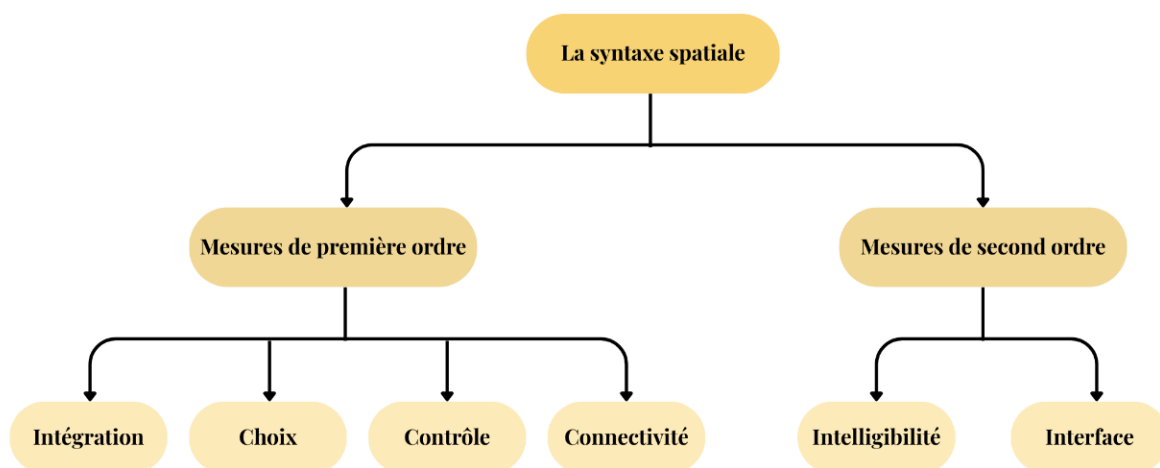 La syntaxe spatiale
Mesures de première ordre
Mesures de second ordre
Intégration
Choix
Contrôle
Connectivité
Intelligibilité
Interface